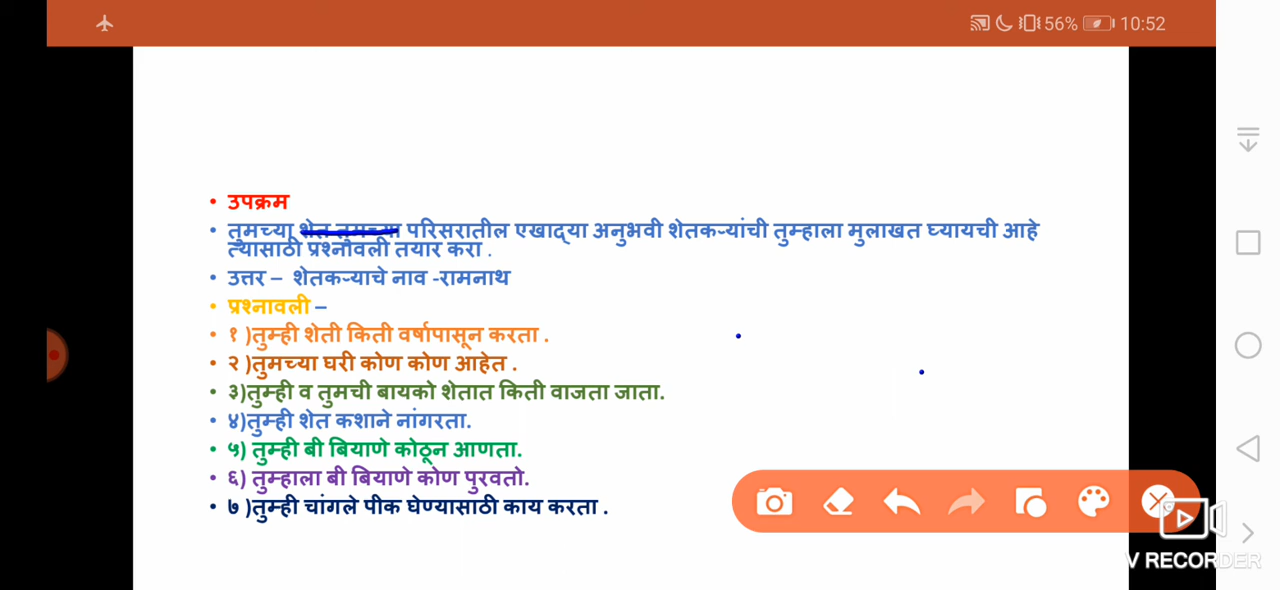 56% 10:52
उपक्रम
तुमच्या शेत तुमच्या परिसरातील एखाद्या अनुभवी शेतकऱ्यांची तुम्हाला मुलाखत घ्यायची आहे
त्यासाठी प्रश्नौवली तयार करा .
उत्तर – शेतकऱ्याचे नाव -रामनाथ
प्रश्नावली –
१ )तुम्ही शेती किती वर्षापासून करता .
२ )तुमच्या घरी कोण कोण आहेत .
३)तुम्ही व तुमची बायको शेतात किती वाजता जाता.
४)तुम्ही शेत कशाने नांगरता.
५) तुम्ही बी बियाणे कोठून आणता.
६) तुम्हाला बी बियाणे कोण पुरवतो.
७ )तुम्ही चांगले पीक घेण्यासाठी काय करता .
V RECORDER